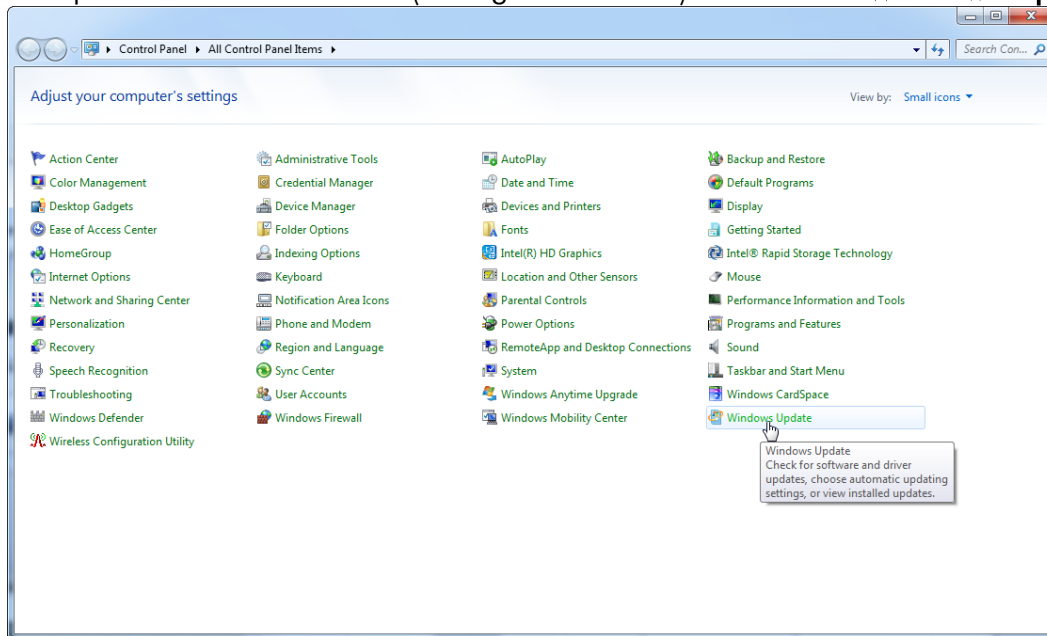 Control Panel ▸ All Control Panel Items ▸
Search Con...
Adjust your computer's settings
View by: Small icons
Action Center
Administrative Tools
AutoPlay
Backup and Restore
Color Management
Credential Manager
Date and Time
Default Programs
Desktop Gadgets
Device Manager
Devices and Printers
Display
Ease of Access Center
Folder Options
Fonts
Getting Started
HomeGroup
Indexing Options
Intel(R) HD Graphics
Intel® Rapid Storage Technology
Internet Options
Keyboard
Location and Other Sensors
Mouse
Network and Sharing Center
Notification Area Icons
Parental Controls
Performance Information and Tools
Personalization
Phone and Modem
Power Options
Programs and Features
Recovery
Region and Language
RemoteApp and Desktop Connections
Sound
Speech Recognition
Sync Center
System
Taskbar and Start Menu
Troubleshooting
User Accounts
Windows Anytime Upgrade
Windows CardSpace
Windows Defender
Windows Firewall
Windows Mobility Center
Windows Update
Wireless Configuration Utility
Windows Update
Check for software and driver
updates, choose automatic updating
settings, or view installed updates.